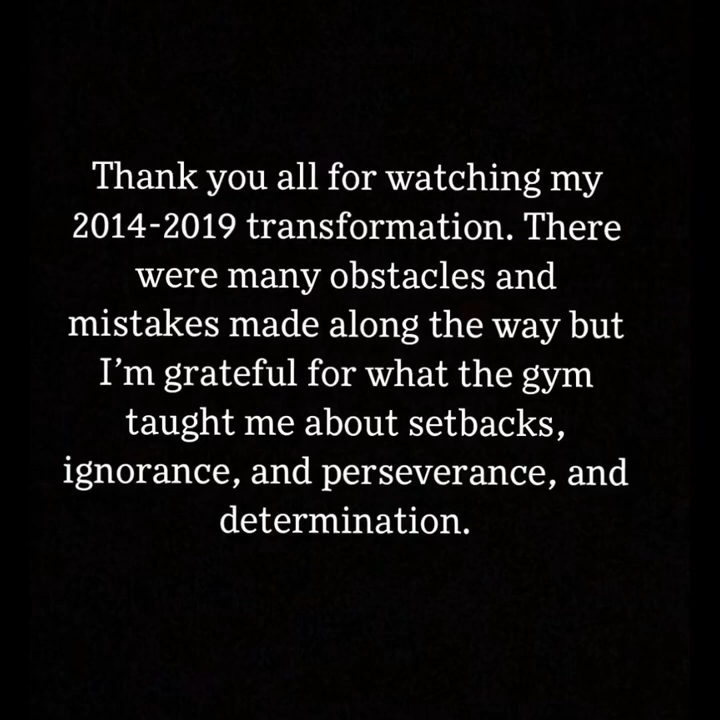 Thank you all for watching my
2014-2019 transformation. There
were many obstacles and
mistakes made along the way but
I’m grateful for what the gym
taught me about setbacks,
ignorance, and perseverance, and
determination.